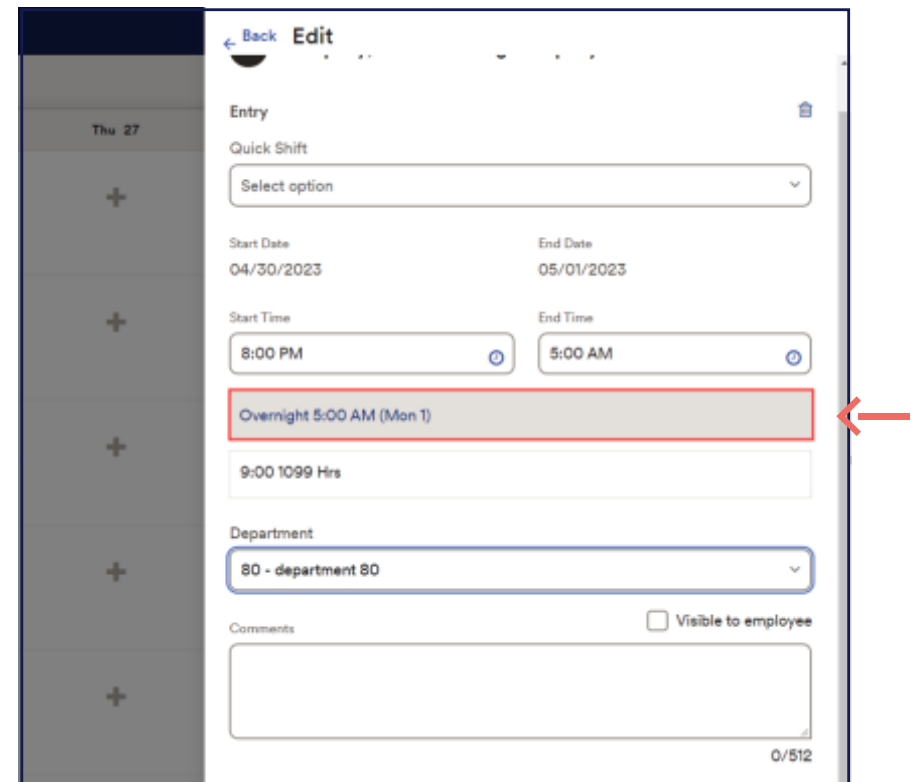 Back Edit
Entry
Thu 27
Quick Shift
Select option
Start Date End Date
04/30/2023 05/01/2023
Start Time End Time
8:00 PM 5:00 AM
Overnight 5:00 AM (Mon 1)
9:00 1099 Hrs
Department
80 - department 80
Comments Visible to employee
0/512